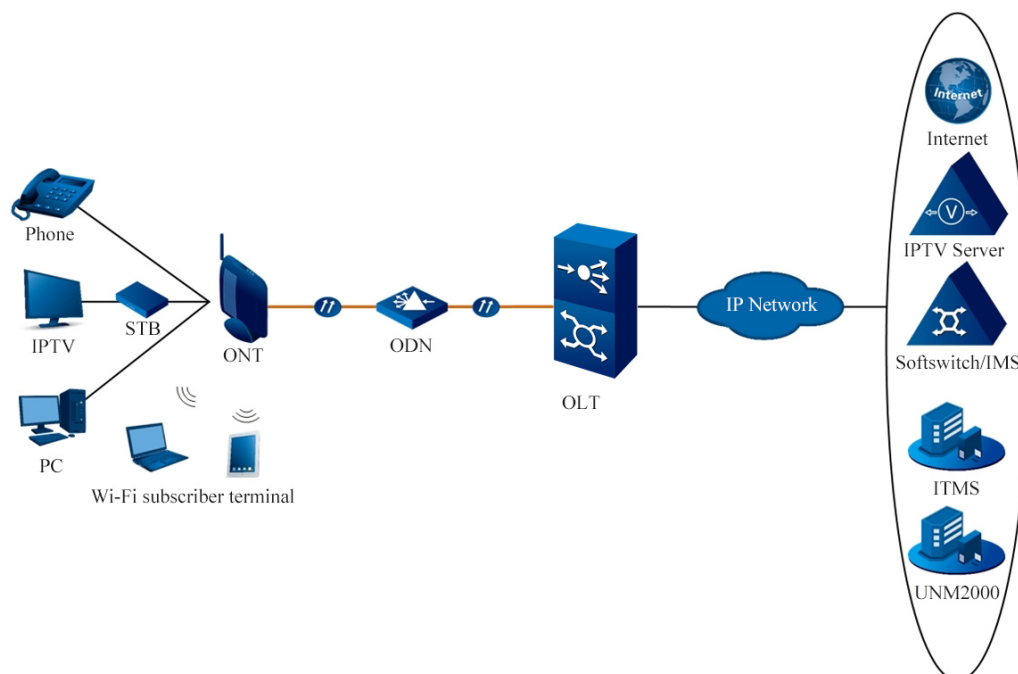 Internet
Internet
V
IPTV Server
Phone
IP Network
STB
IPTV
ONT
ODN
Softswitch/IMS
OLT
PC
Wi-Fi subscriber terminal
ITMS
UNM2000